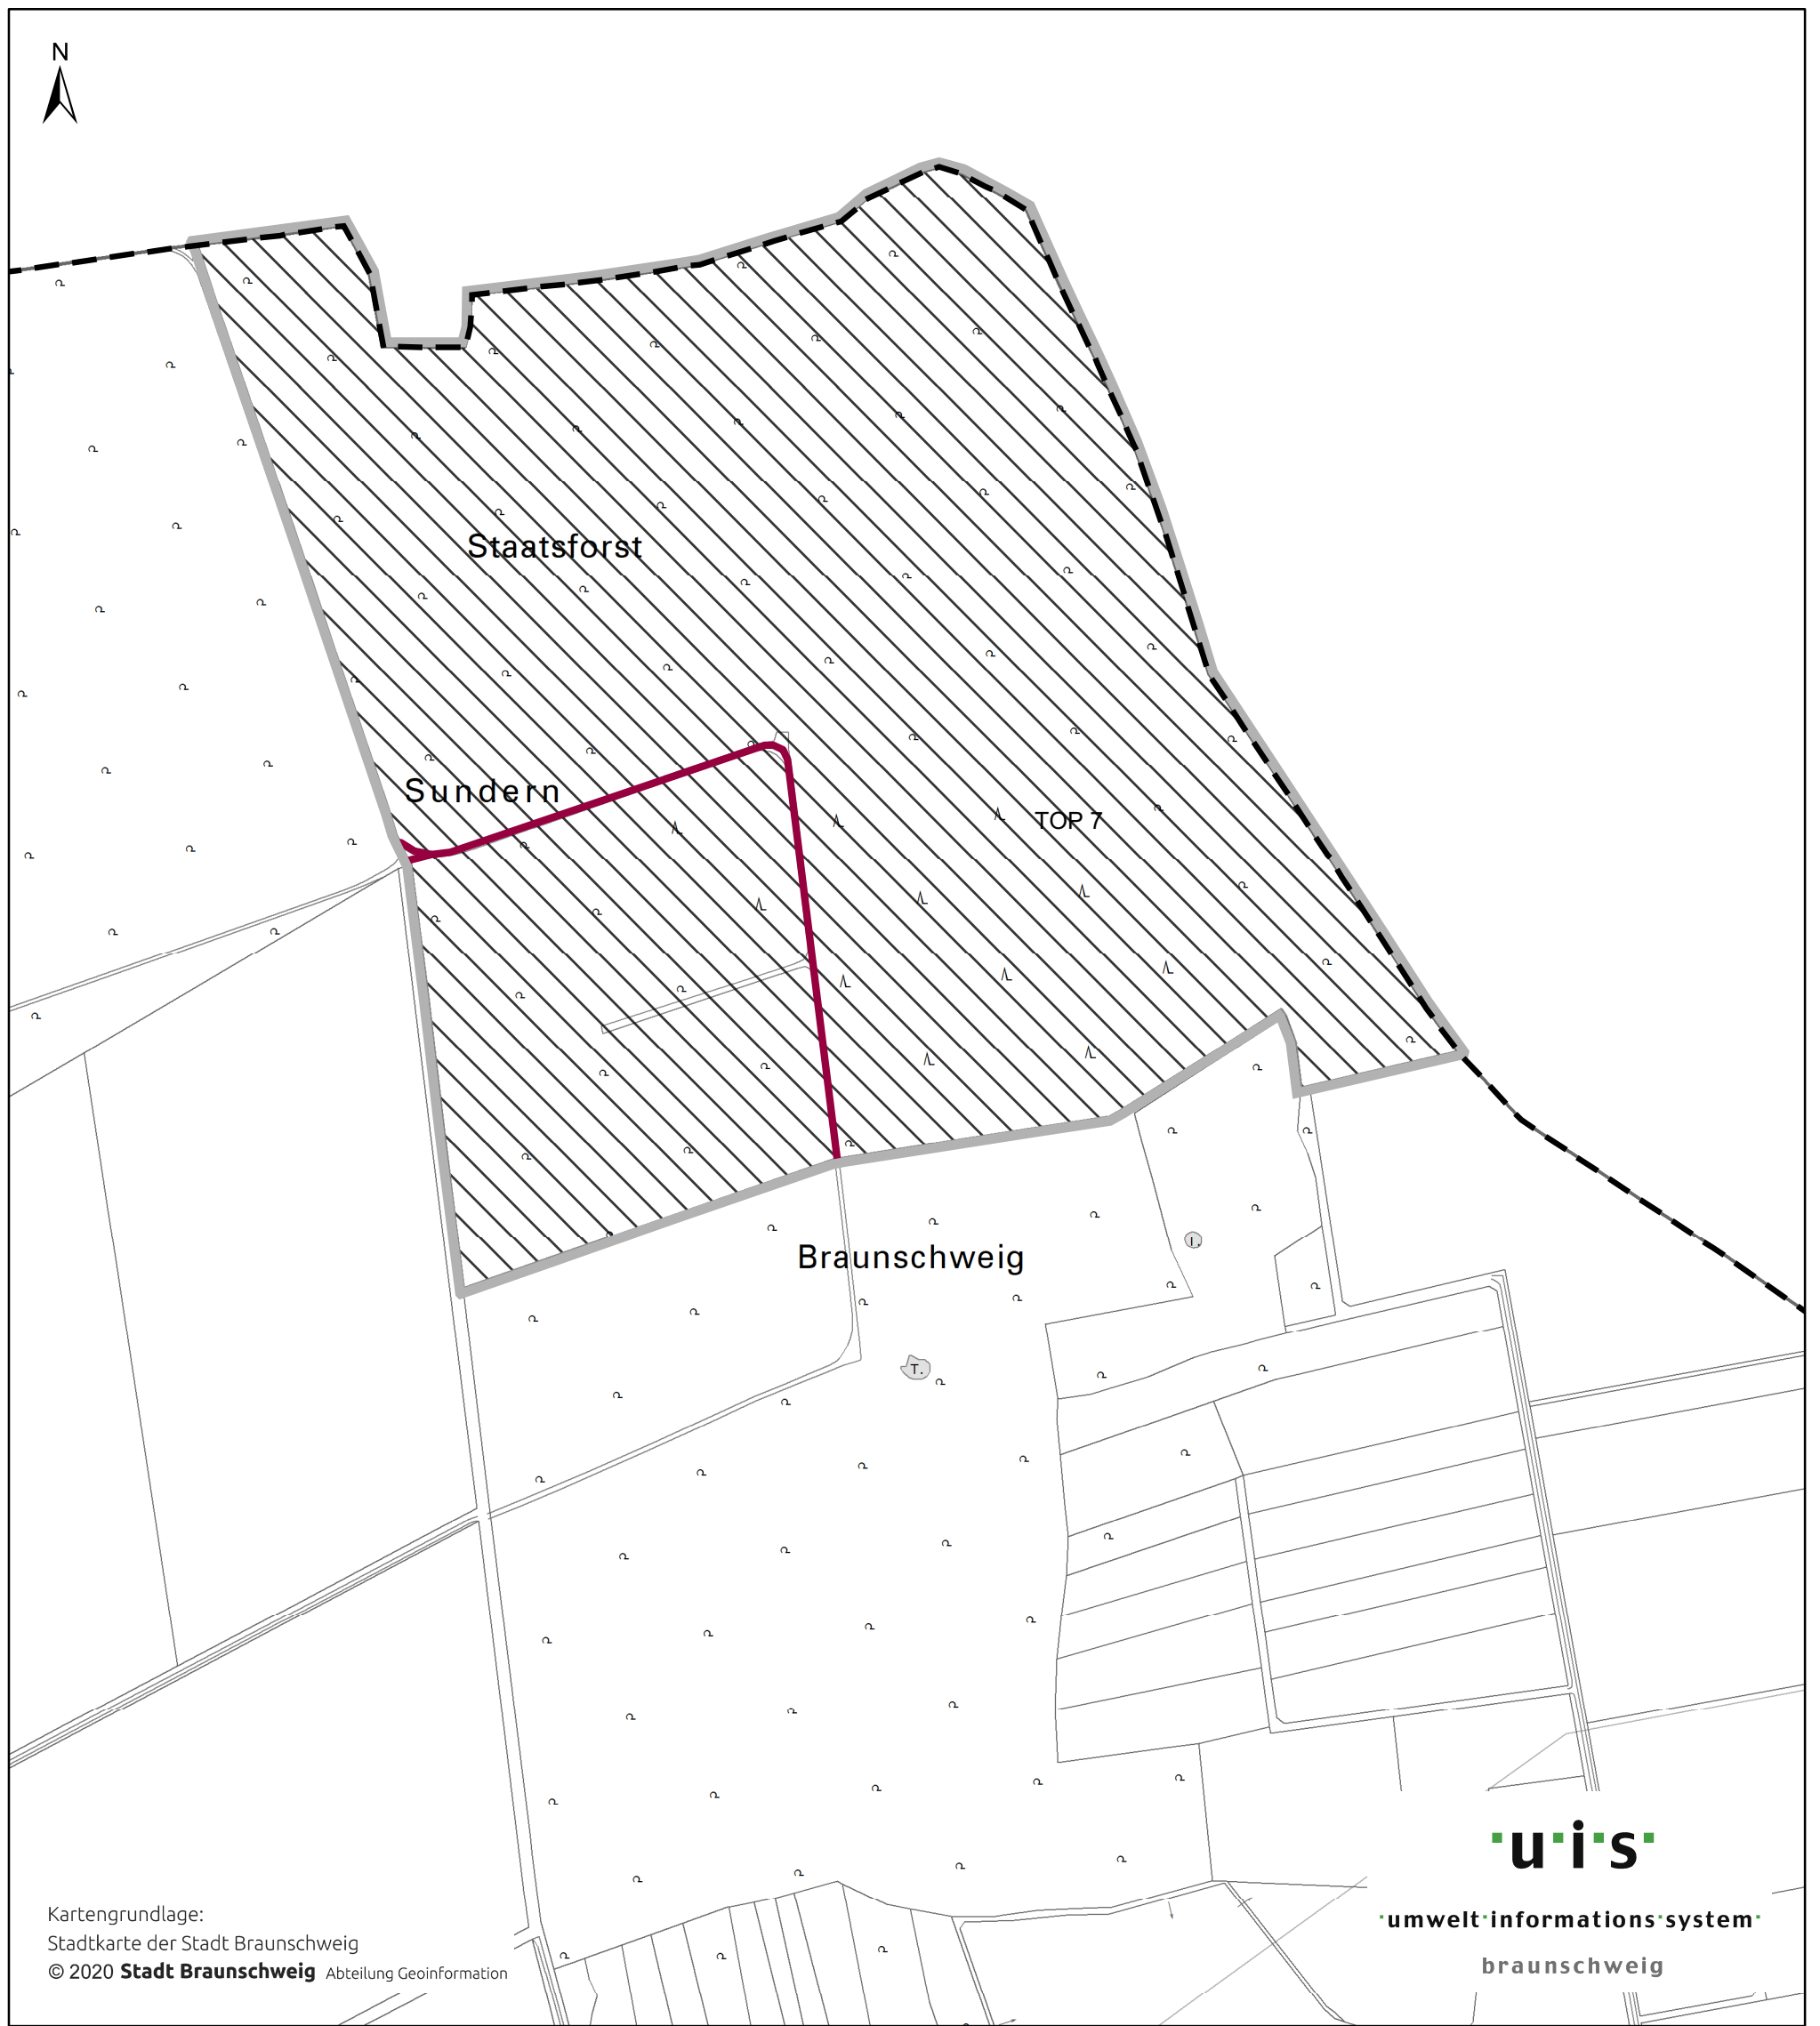 N
Staatsforst
Sundern
TOP 7
Braunschweig
I.
T.
u·i·s
umwelt·informations·system
braunschweig
Kartengrundlage:
Stadtkarte der Stadt Braunschweig
© 2020 Stadt Braunschweig Abteilung Geoinformation